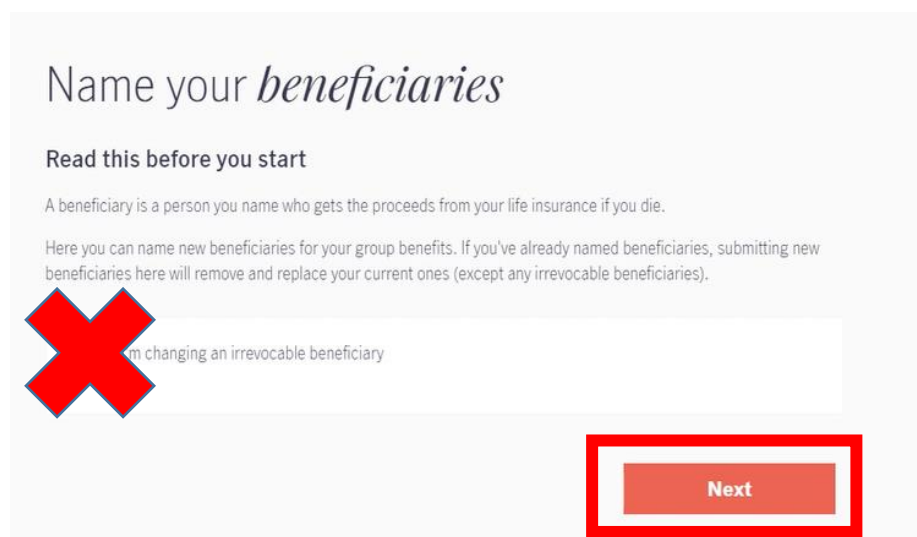 Name your beneficiaries
Read this before you start
A beneficiary is a person you name who gets the proceeds from your life insurance if you die.
Here you can name new beneficiaries for your group benefits. If you've already named beneficiaries, submitting new
beneficiaries here will remove and replace your current ones (except any irrevocable beneficiaries).
changing an irrevocable beneficiary
Next